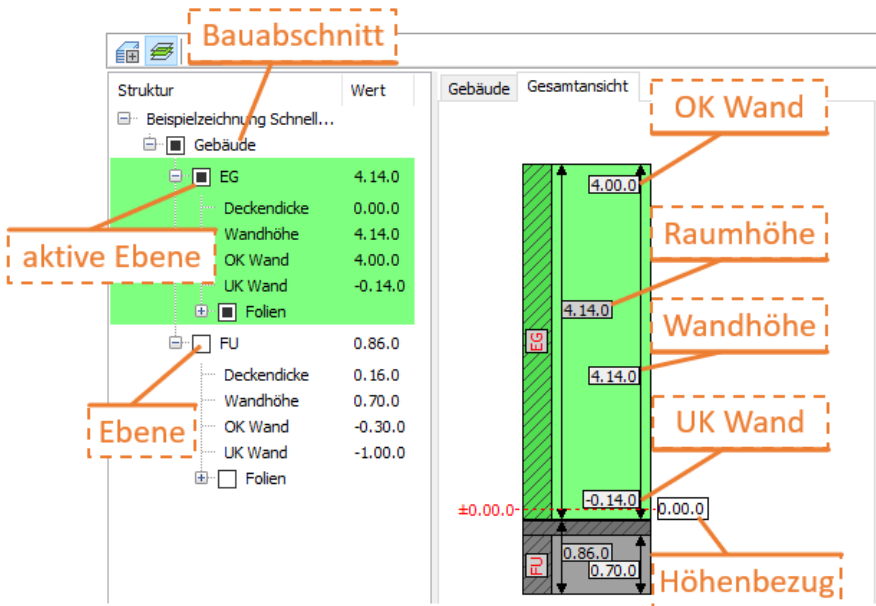 Bauabschnitt
Struktur Wert
Beispielzeichnung Schnell...
Gebäude
EG 4.14.0
Deckendicke 0.00.0
Wandhöhe 4.14.0
OK Wand 4.00.0
UK Wand -0.14.0
Folien
FU 0.86.0
Deckendicke 0.16.0
Wandhöhe 0.70.0
OK Wand -0.30.0
UK Wand -1.00.0
Folien
aktive Ebene
Ebene
Gebäude Gesamtansicht
OK Wand
4.00.0
Raumhöhe
4.14.0
Wandhöhe
EG
4.14.0
UK Wand
-0.14.0
±0.00.0
0.00.0
0.86.0
FU
0.70.0
Höhenbezug